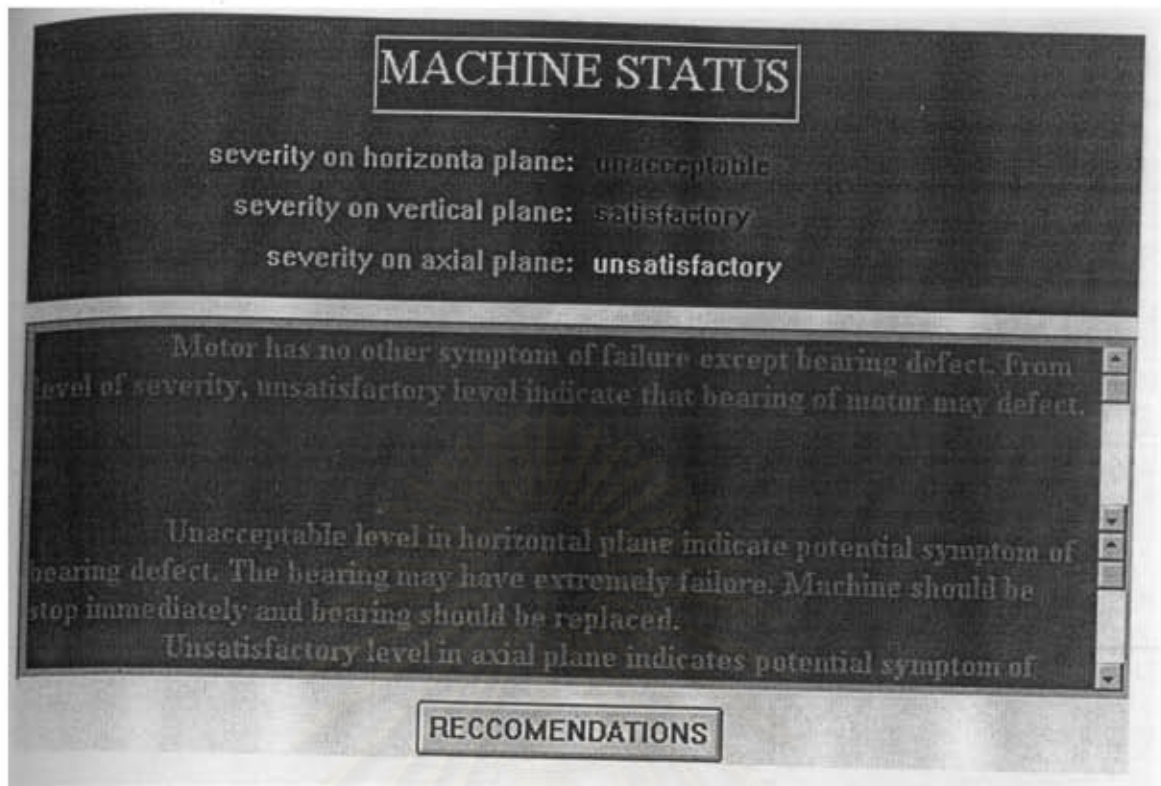 MACHINE STATUS
severity on horizonta plane: unacceptable
severity on vertical plane: satisfactory
severity on axial plane: unsatisfactory
Motor has no other symptom of failure except bearing defect. From
level of severity, unsatisfactory level indicate that bearing of motor may defect.
Unacceptable level in horizontal plane indicate potential symptom of
bearing defect. The bearing may have extremely failure. Machine should be
stop immediately and bearing should be replaced.
Unsatisfactory level in axial plane indicates potential symptom of
RECCOMENDATIONS